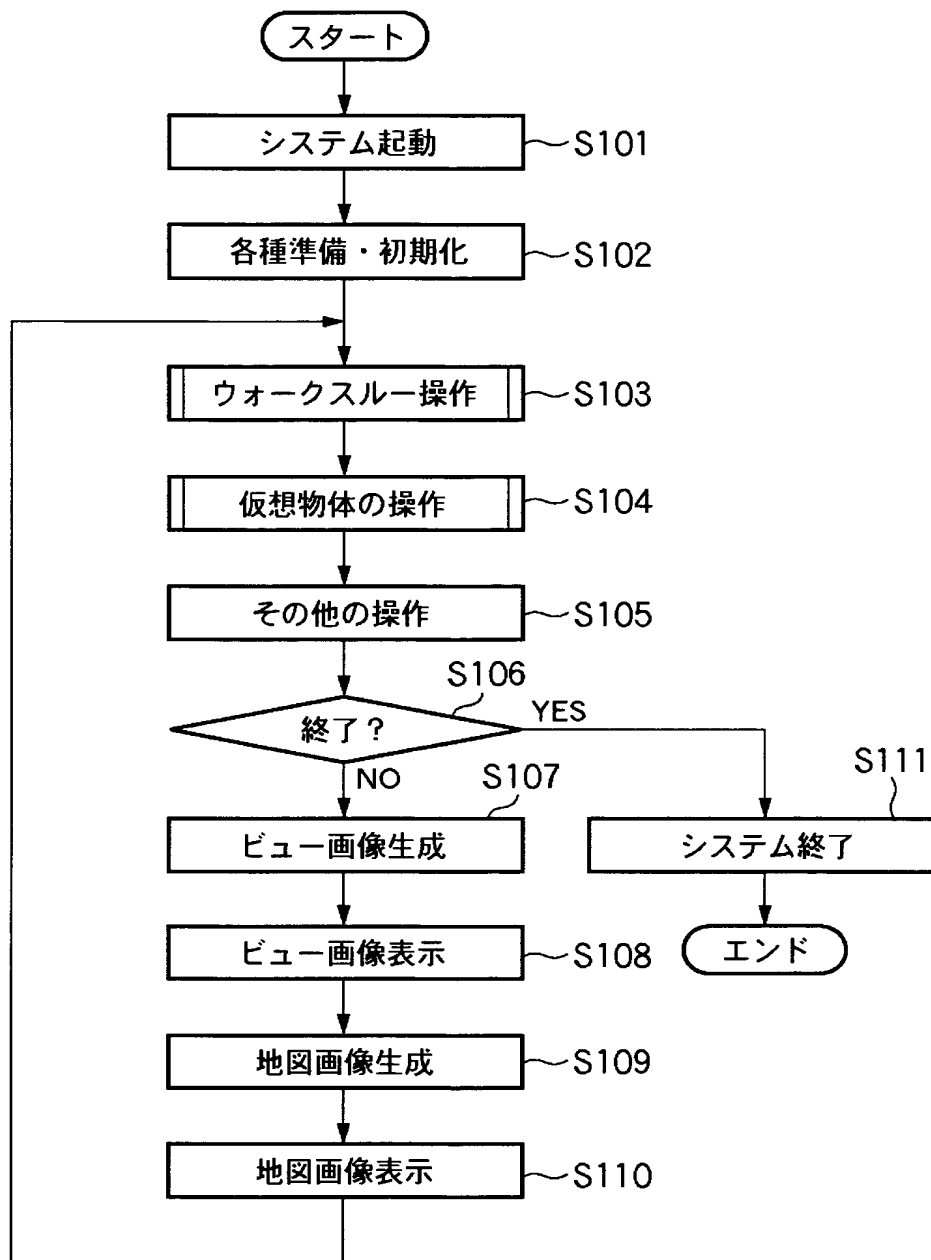 スタート
システム起動 S101
各種準備・初期化 S102
ウォークスルー操作 S103
仮想物体の操作 S104
その他の操作 S105
S106
終了? YES
NO
S107 S111
ビュー画像生成 システム終了
ビュー画像表示 S108 エンド
地図画像生成 S109
地図画像表示 S110